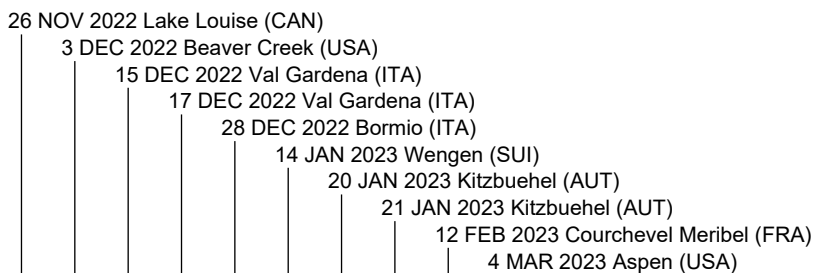 26 NOV 2022 Lake Louise (CAN)
3 DEC 2022 Beaver Creek (USA)
15 DEC 2022 Val Gardena (ITA)
17 DEC 2022 Val Gardena (ITA)
28 DEC 2022 Bormio (ITA)
14 JAN 2023 Wengen (SUI)
20 JAN 2023 Kitzbuehel (AUT)
21 JAN 2023 Kitzbuehel (AUT)
12 FEB 2023 Courchevel Meribel (FRA)
4 MAR 2023 Aspen (USA)